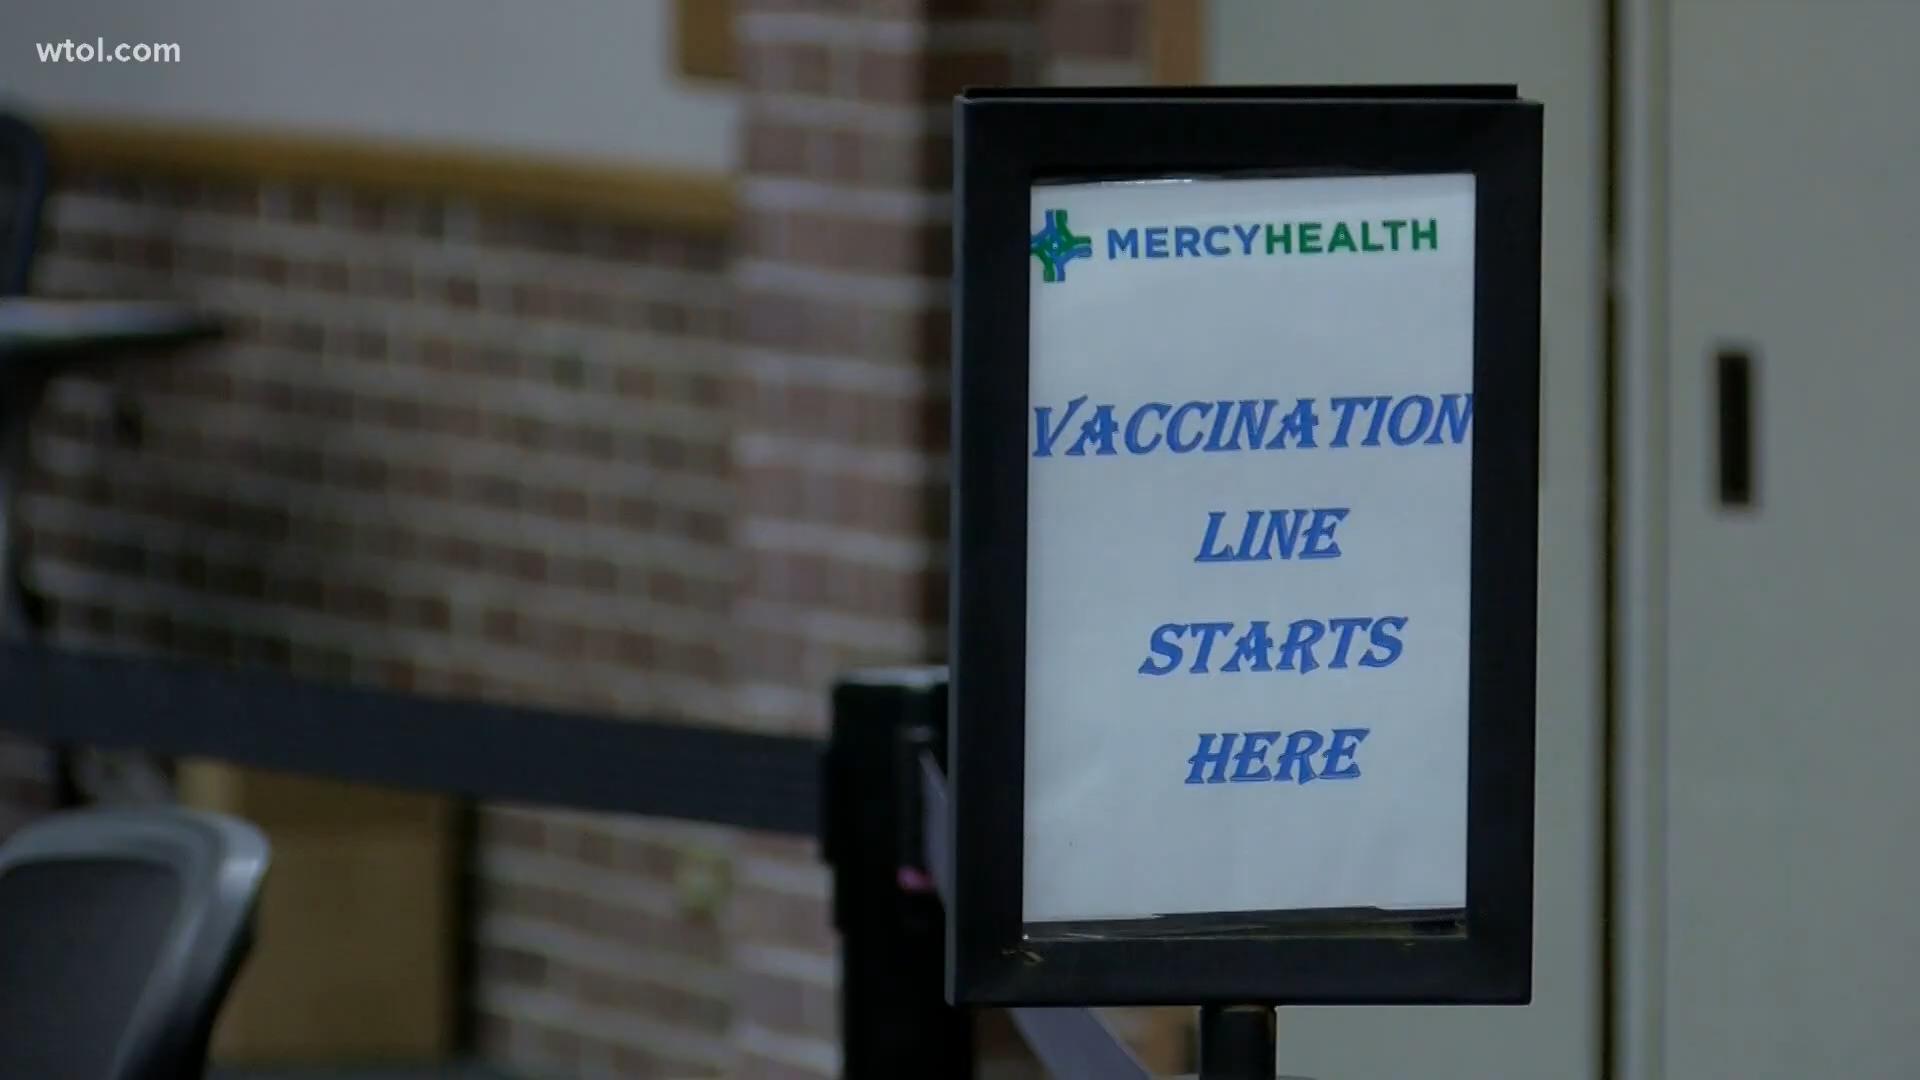 wtol.com
MERCYHEALTH
VACCINATION
LINE
STARTS
HERE